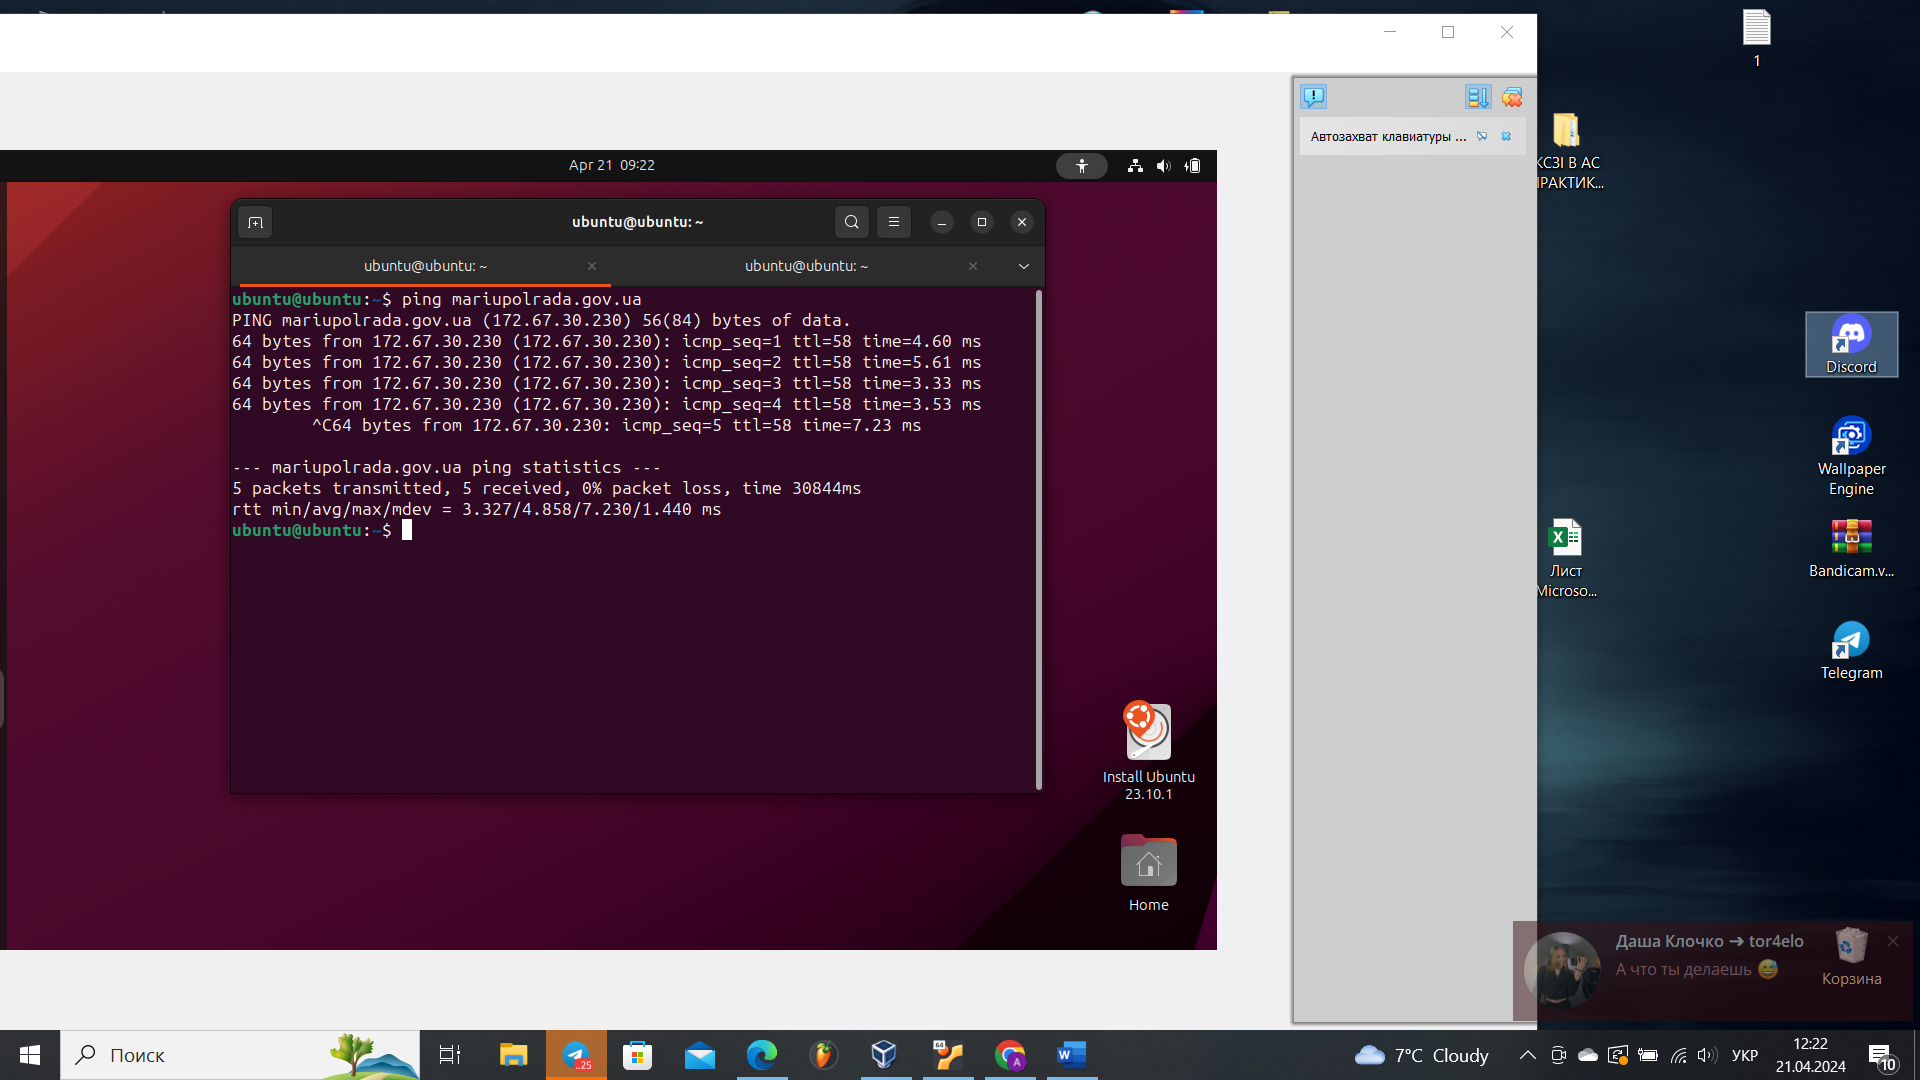 1
Автозахват клавиатуры ...
КСЗІ В АС
ПРАКТИК...
Apr 21 09:22
ubuntu@ubuntu: ~
ubuntu@ubuntu: ~
ubuntu@ubuntu: ~
ubuntu@ubuntu:~$ ping mariupolrada.gov.ua
PING mariupolrada.gov.ua (172.67.30.230) 56(84) bytes of data.
64 bytes from 172.67.30.230 (172.67.30.230): icmp_seq=1 ttl=58 time=4.60 ms
64 bytes from 172.67.30.230 (172.67.30.230): icmp_seq=2 ttl=58 time=5.61 ms
64 bytes from 172.67.30.230 (172.67.30.230): icmp_seq=3 ttl=58 time=3.33 ms
64 bytes from 172.67.30.230 (172.67.30.230): icmp_seq=4 ttl=58 time=3.53 ms
^C64 bytes from 172.67.30.230: icmp_seq=5 ttl=58 time=7.23 ms
--- mariupolrada.gov.ua ping statistics ---
5 packets transmitted, 5 received, 0% packet loss, time 30844ms
rtt min/avg/max/mdev = 3.327/4.858/7.230/1.440 ms
ubuntu@ubuntu:~$
Discord
Wallpaper
Engine
Лист
Microso...
Bandicam.v...
Telegram
Install Ubuntu
23.10.1
Home
Даша Клочко ➔ tor4elo
А что ты делаешь 😅
Корзина
Поиск
..25
64
A
W
7°C Cloudy
УКР
12:22
21.04.2024
10